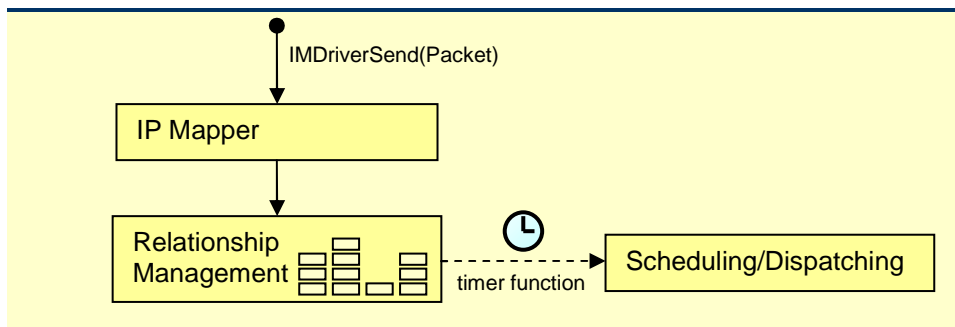 IMDriverSend(Packet)
IP Mapper
Relationship
Management
timer function
Scheduling/Dispatching